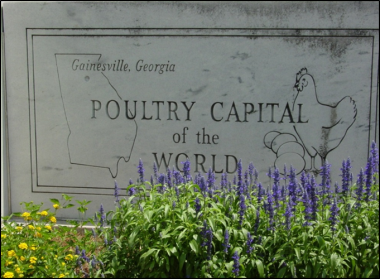 Gainesville, Georgia
POULTRY CAPITAL
of the
WORLD